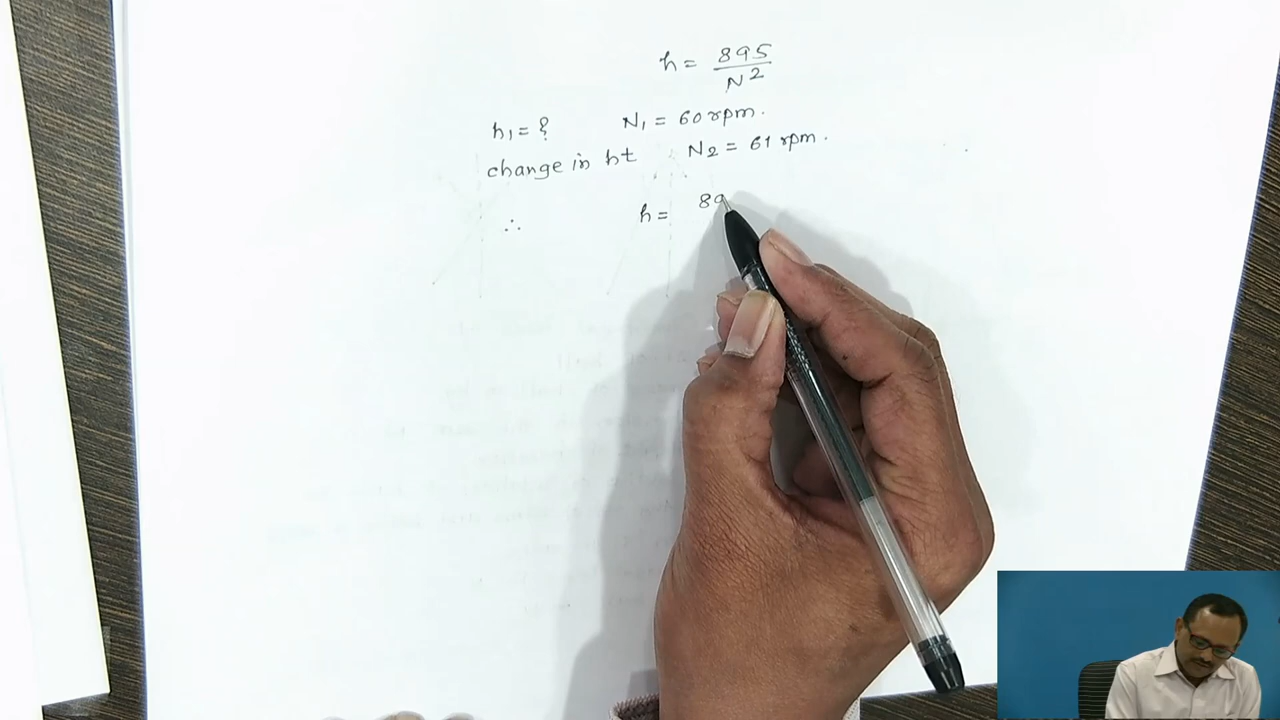 h = 895/N²
h₁ = ? N₁ = 60 rpm.
change in ht N₂ = 61 rpm.
∴ h = 89